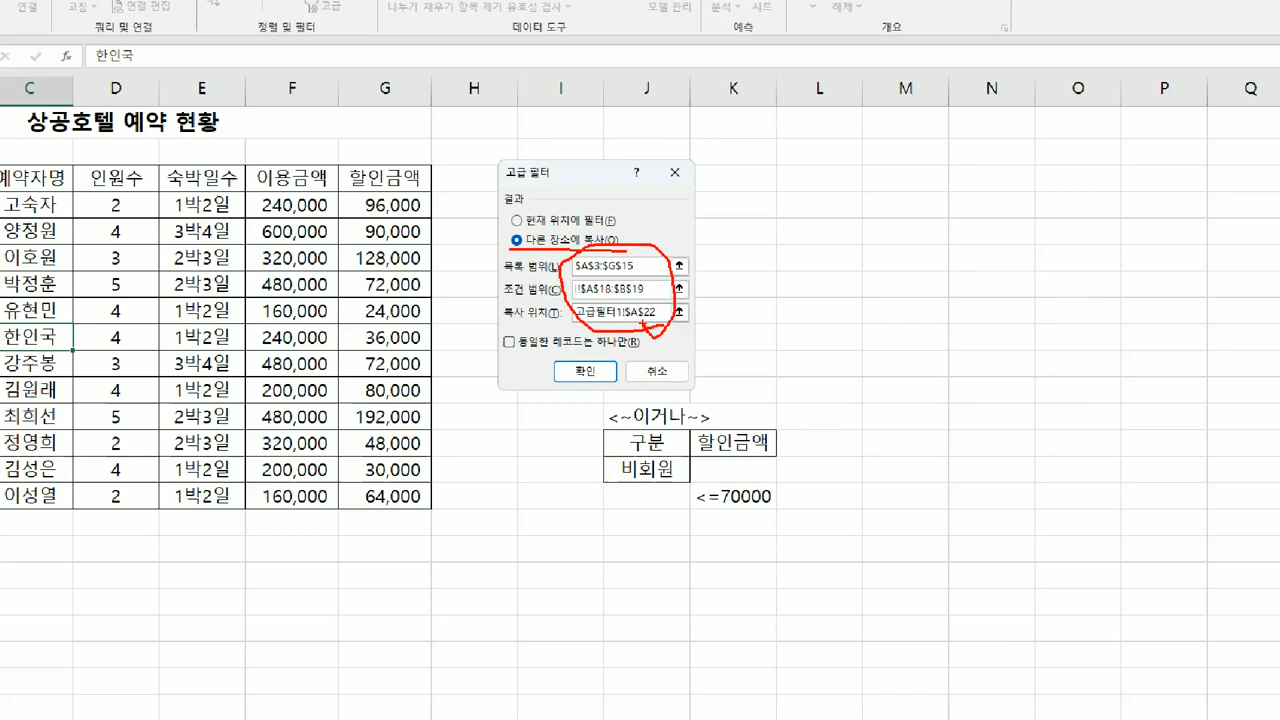 연결 고침 연결 편집 고급 나누기 채우기 항목 제거 유효성 검사 모델 관리 분석 시트 해제
쿼리 및 연결 정렬 및 필터 데이터 도구 예측 개요
fx 한인국
C D E F G H I J K L M N O P Q
상공호텔 예약 현황
예약자명 인원수 숙박일수 이용금액 할인금액
고숙자 2 1박2일 240,000 96,000
양정원 4 3박4일 600,000 90,000
이호원 3 2박3일 320,000 128,000
박정훈 5 2박3일 480,000 72,000
유현민 4 1박2일 160,000 24,000
한인국 4 1박2일 240,000 36,000
강주봉 3 3박4일 480,000 72,000
김원래 4 1박2일 200,000 80,000
최희선 5 2박3일 480,000 192,000
정영희 2 2박3일 320,000 48,000
김성은 4 1박2일 200,000 30,000
이성열 2 1박2일 160,000 64,000
고급 필터 ?
결과
현재 위치에 필터(F)
다른 장소에 복사(O)
목록 범위(L) $A$3:$G$15
조건 범위(C) !$A$18:$B$19
복사 위치(T): 고급필터1!$A$22
동일한 레코드는 하나만(R)
확인 취소
<~이거나~>
구분 할인금액
비회원
<=70000